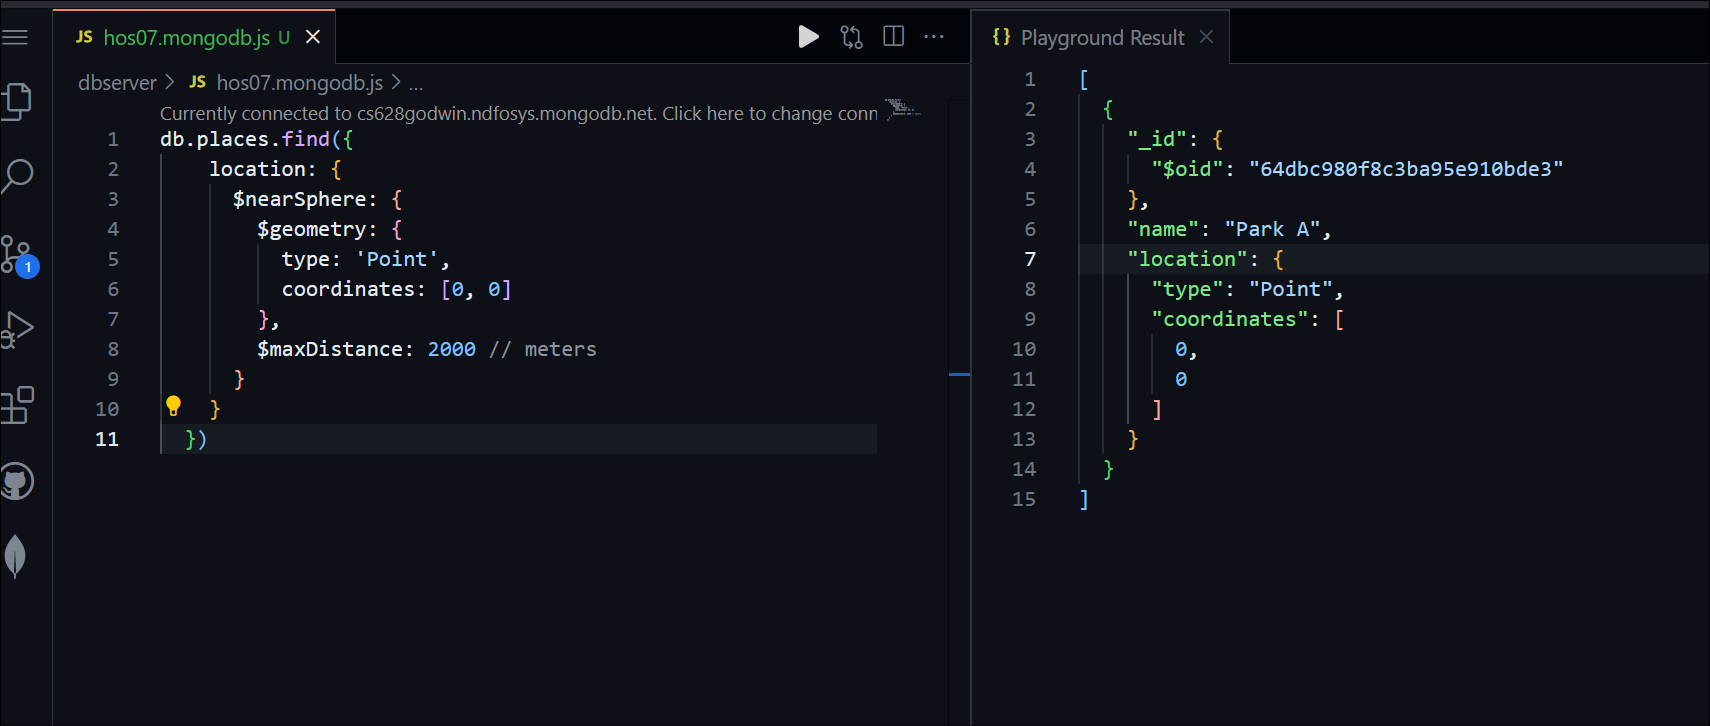 JS hos07.mongodb.js U
dbserver > JS hos07.mongodb.js > ...
Currently connected to cs628godwin.ndfosys.mongodb.net. Click here to change conn
1 db.places.find({
2 location: {
3 $nearSphere: {
4 $geometry: {
5 type: 'Point',
6 coordinates: [0, 0]
7 },
8 $maxDistance: 2000 // meters
9 }
10 }
11 })
1
{} Playground Result
1 [
2 {
3 "_id": {
4 "$oid": "64dbc980f8c3ba95e910bde3"
5 },
6 "name": "Park A",
7 "location": {
8 "type": "Point",
9 "coordinates": [
10 0,
11 0
12 ]
13 }
14 }
15 ]